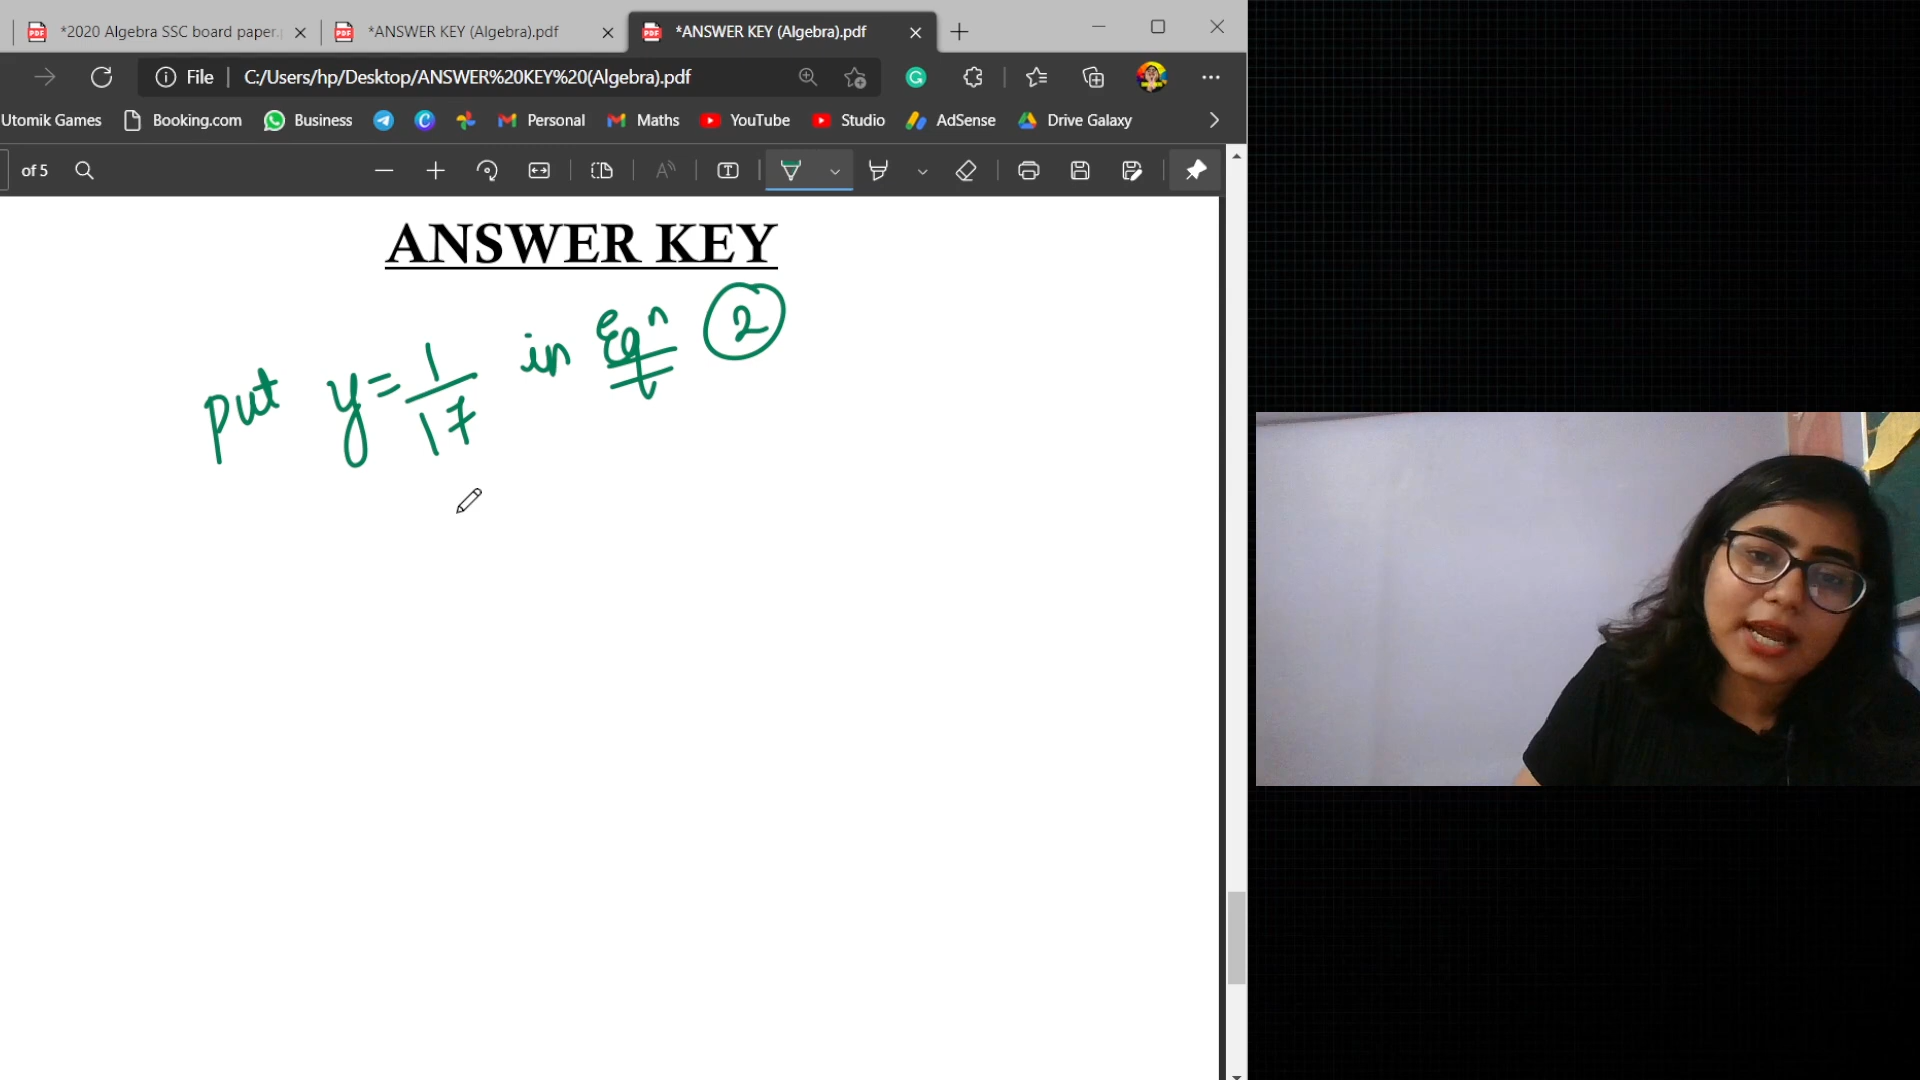 *2020 Algebra SSC board paper.
*ANSWER KEY (Algebra).pdf
*ANSWER KEY (Algebra).pdf
File
C:/Users/hp/Desktop/ANSWER%20KEY%20(Algebra).pdf
Utomik Games
Booking.com
Business
Personal
Maths
YouTube
Studio
AdSense
Drive Galaxy
of 5
ANSWER KEY
put y=1/17 in Eqn 2